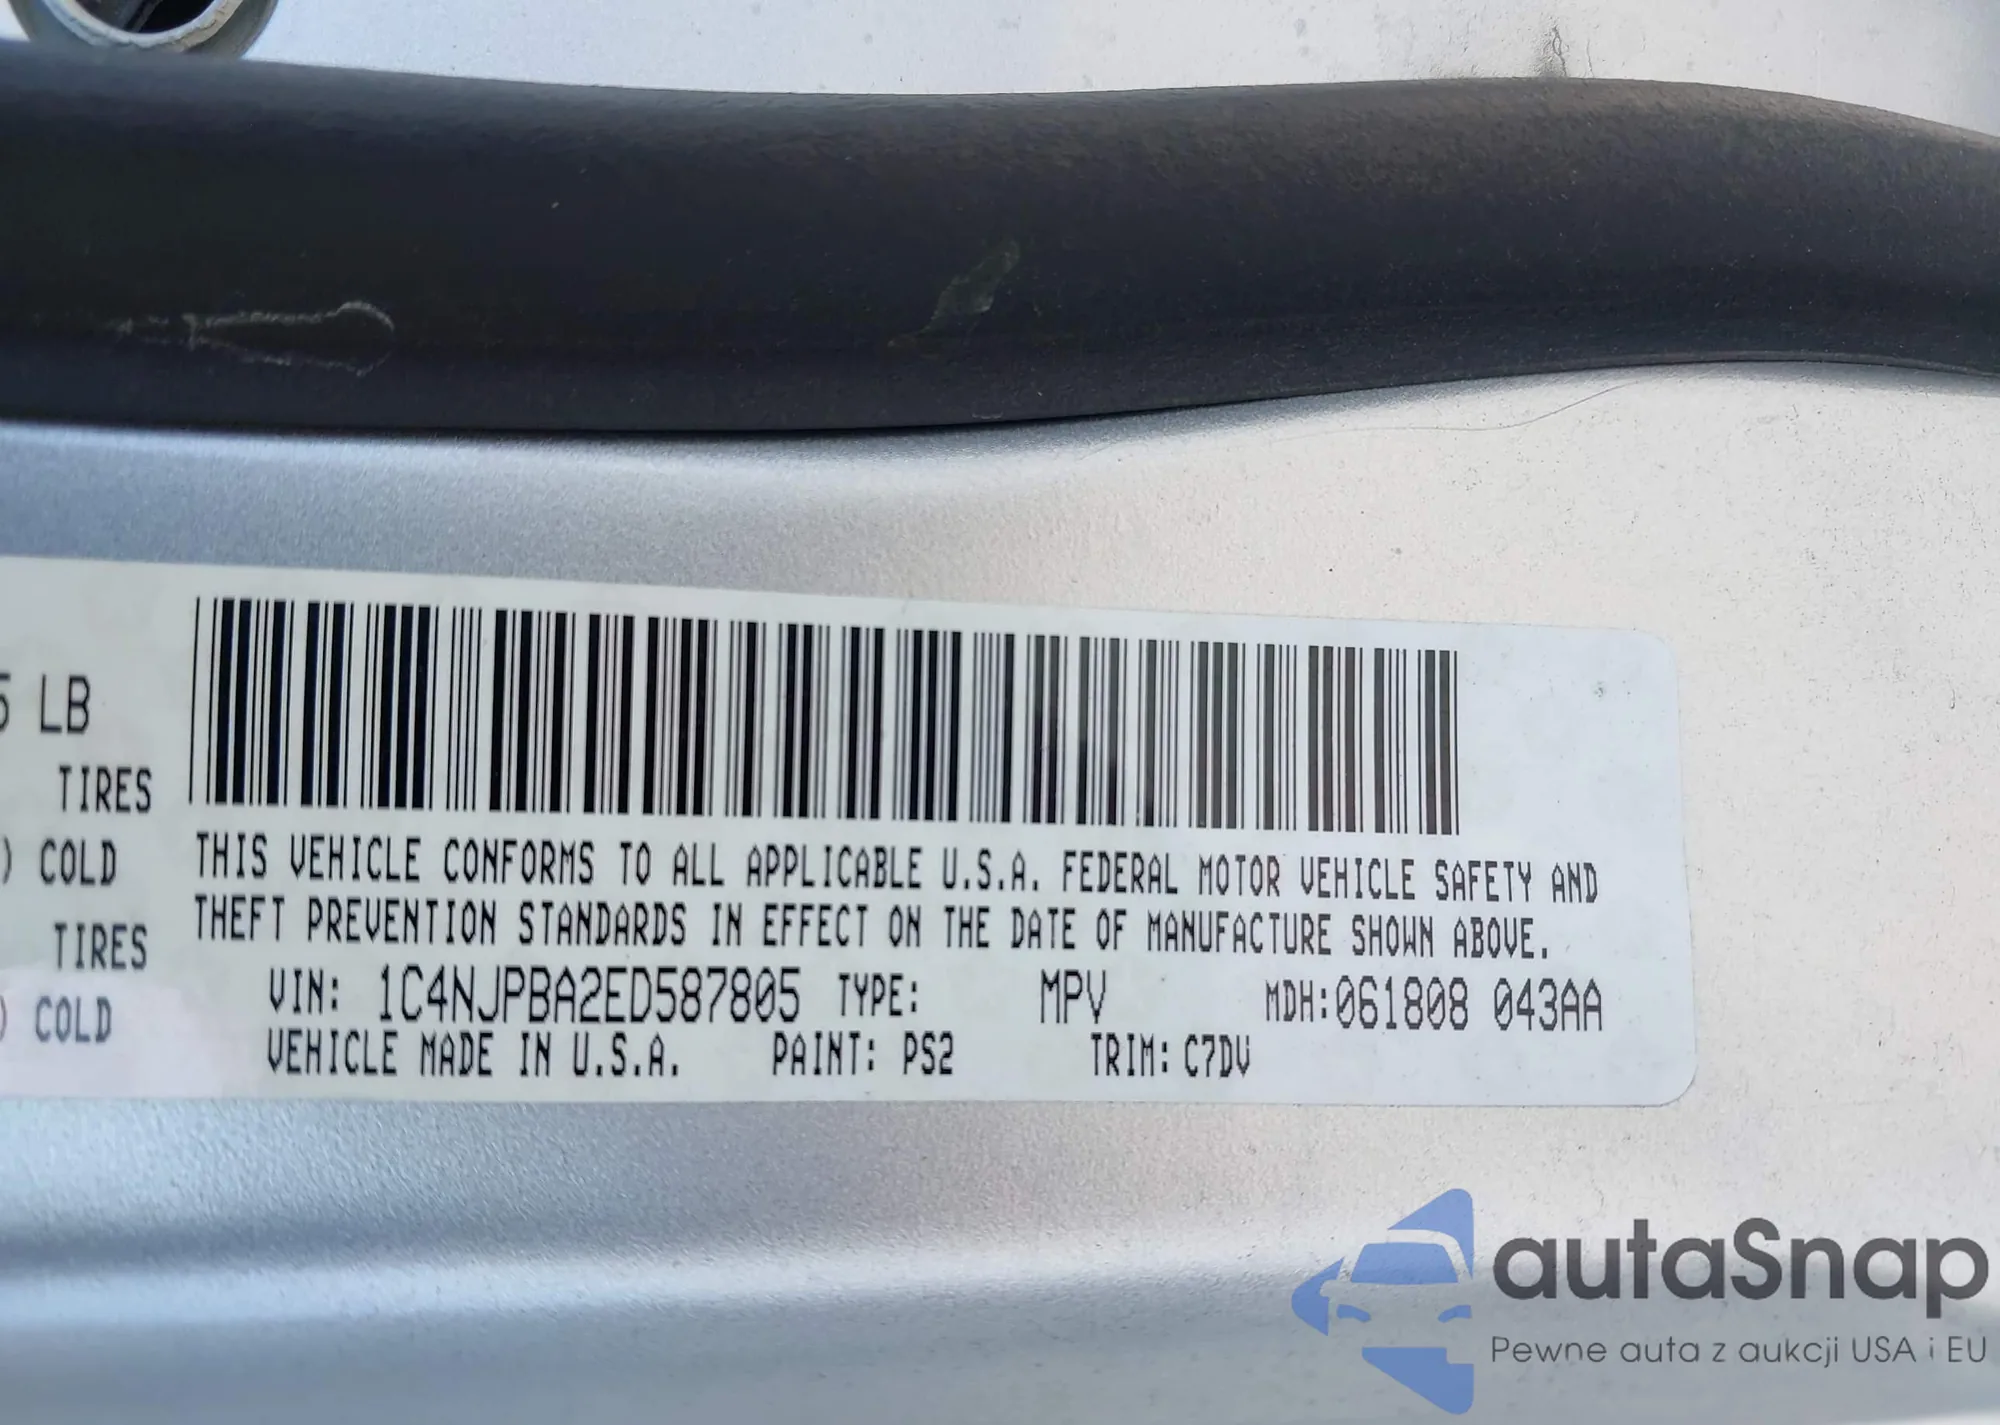 5 LB
TIRES
) COLD
TIRES
) COLD
THIS VEHICLE CONFORMS TO ALL APPLICABLE U.S.A. FEDERAL MOTOR VEHICLE SAFETY AND
THEFT PREVENTION STANDARDS IN EFFECT ON THE DATE OF MANUFACTURE SHOWN ABOVE.
VIN: 1C4NJPBA2ED587805 TYPE: MPV MDH:061808 043AA
VEHICLE MADE IN U.S.A. PAINT: PS2 TRIM: C7DV
autaSnap
Pewne auta z aukcji USA i EU